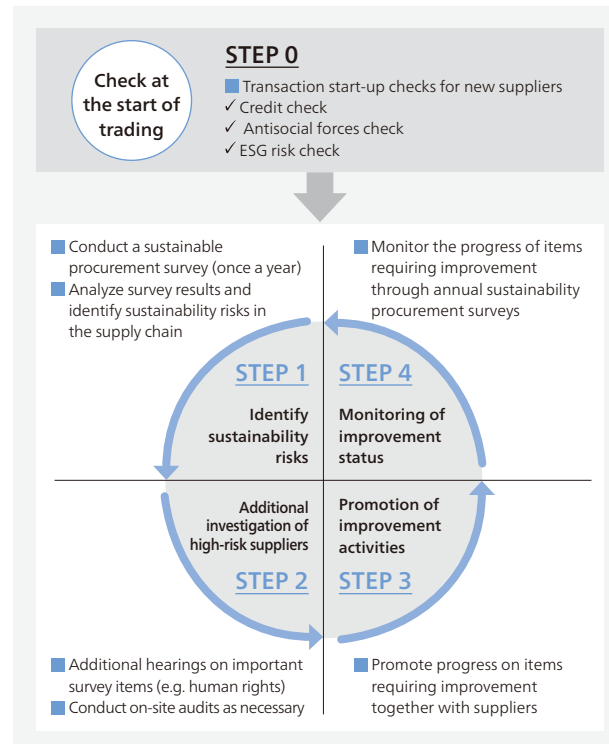 Check at
the start of
trading
STEP 0
■ Transaction start-up checks for new suppliers
✓ Credit check
✓ Antisocial forces check
✓ ESG risk check
■ Conduct a sustainable
procurement survey (once a year)
■ Analyze survey results and
identify sustainability risks in
the supply chain
■ Monitor the progress of items
requiring improvement
through annual sustainability
procurement surveys
STEP 1
Identify
sustainability
risks
STEP 4
Monitoring of
improvement
status
Additional
investigation of
high-risk suppliers
STEP 2
Promotion of
improvement
activities
STEP 3
■ Additional hearings on important
survey items (e.g. human rights)
■ Conduct on-site audits as necessary
■ Promote progress on items
requiring improvement
together with suppliers